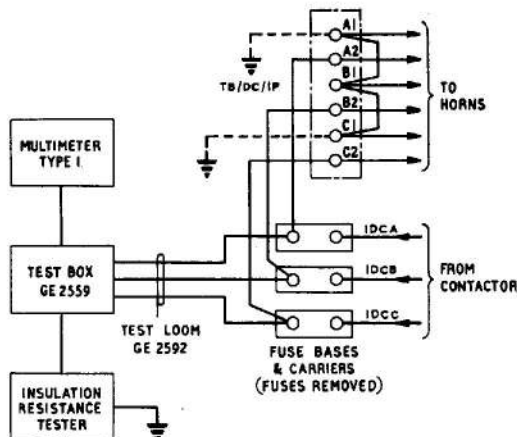 A1
A2
B1
B2
C1
C2
TB/DC/IP
TO
HORNS
MULTIMETER
TYPE 1.
TEST BOX
GE 2559
TEST LOOM
GE 2592
IDCA
IDCB
IDCC
FROM
CONTACTOR
FUSE BASES
& CARRIERS
(FUSES REMOVED)
INSULATION
RESISTANCE
TESTER